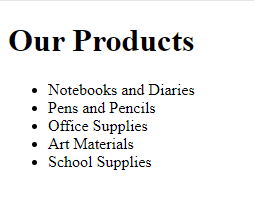 Our Products
Notebooks and Diaries
Pens and Pencils
Office Supplies
Art Materials
School Supplies